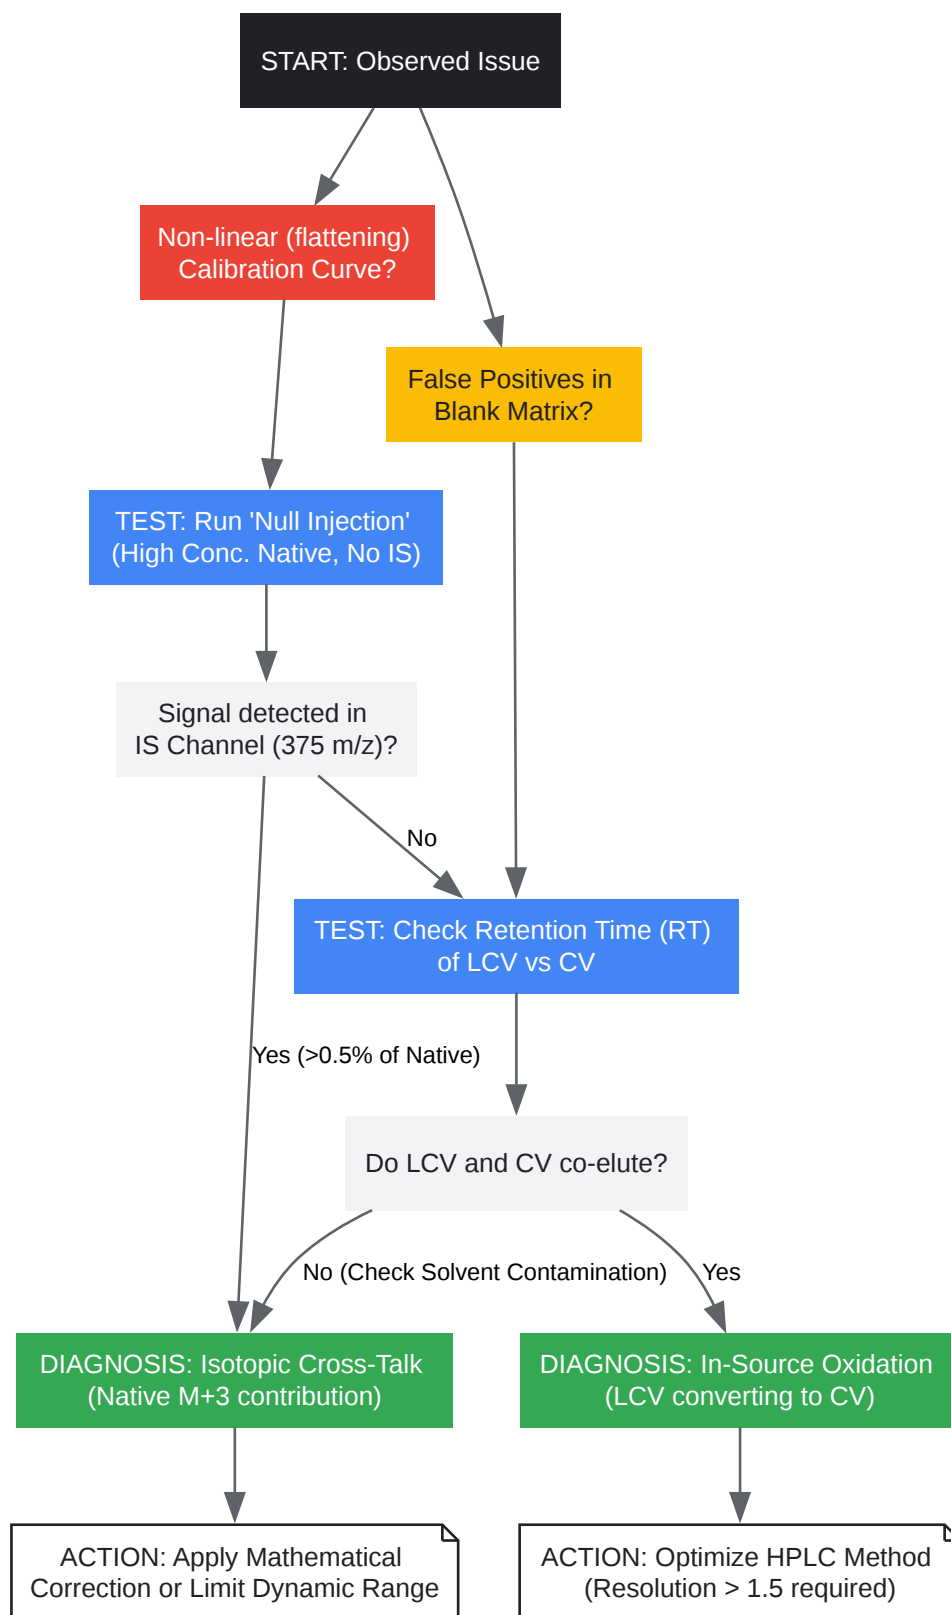 START: Observed Issue
Non-linear (flattening)
Calibration Curve?
False Positives in
Blank Matrix?
TEST: Run 'Null Injection'
(High Conc. Native, No IS)
Signal detected in
IS Channel (375 m/z)?
No
TEST: Check Retention Time (RT)
of LCV vs CV
Yes (>0.5% of Native)
Do LCV and CV co-elute?
No (Check Solvent Contamination)
Yes
DIAGNOSIS: Isotopic Cross-Talk
(Native M+3 contribution)
DIAGNOSIS: In-Source Oxidation
(LCV converting to CV)
ACTION: Apply Mathematical
Correction or Limit Dynamic Range
ACTION: Optimize HPLC Method
(Resolution > 1.5 required)